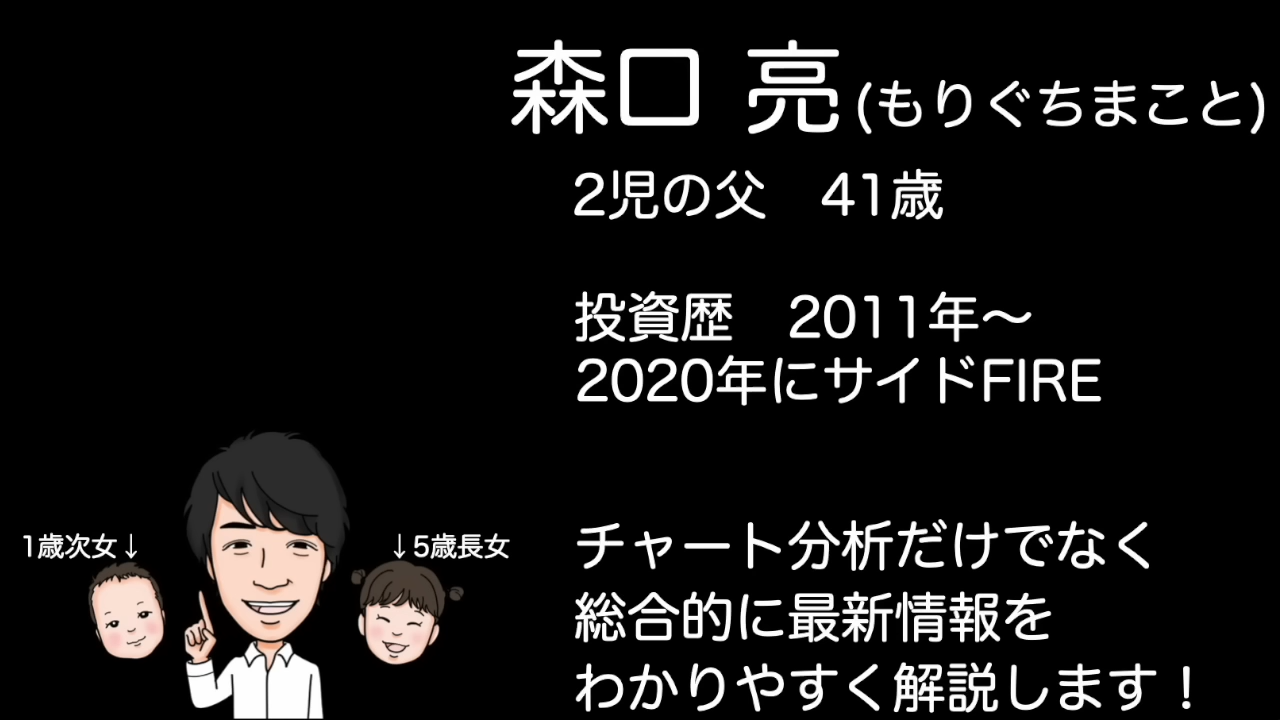 森口 亮(もりぐちまこと)
2児の父　41歳
投資歴　2011年〜
2020年にサイドFIRE
1歳次女↓
↓5歳長女
チャート分析だけでなく
総合的に最新情報を
わかりやすく解説します！